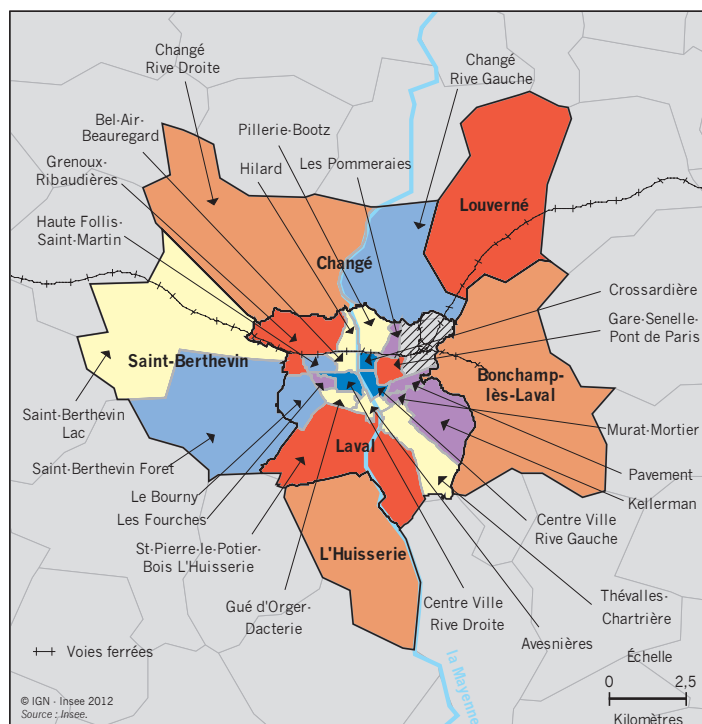 Changé
Rive Droite
Changé
Rive Gauche
Bel-Air-
Beauregard
Pillerie-Bootz
Grenoux-
Ribaudières
Hilard
Les Pommeraies
Haute Follis-
Saint-Martin
Louverné
Changé
Crossardière
Gare-Senelle-
Pont de Paris
Saint-Berthevin
Bonchamp-
lès-Laval
Saint-Berthevin
Lac
Murat-Mortier
Laval
Saint-Berthevin Foret
Pavement
Le Bourny
Kellerman
Les Fourches
Centre Ville
Rive Gauche
St-Pierre-le-Potier-
Bois L'Huisserie
L'Huisserie
Thévalles-
Chartrière
Gué d'Orger-
Dacterie
Centre Ville
Rive Droite
Avesnières
Voies ferrées
la Mayenne
Échelle
0 2,5
Kilomètres
© IGN - Insee 2012
Source : Insee.